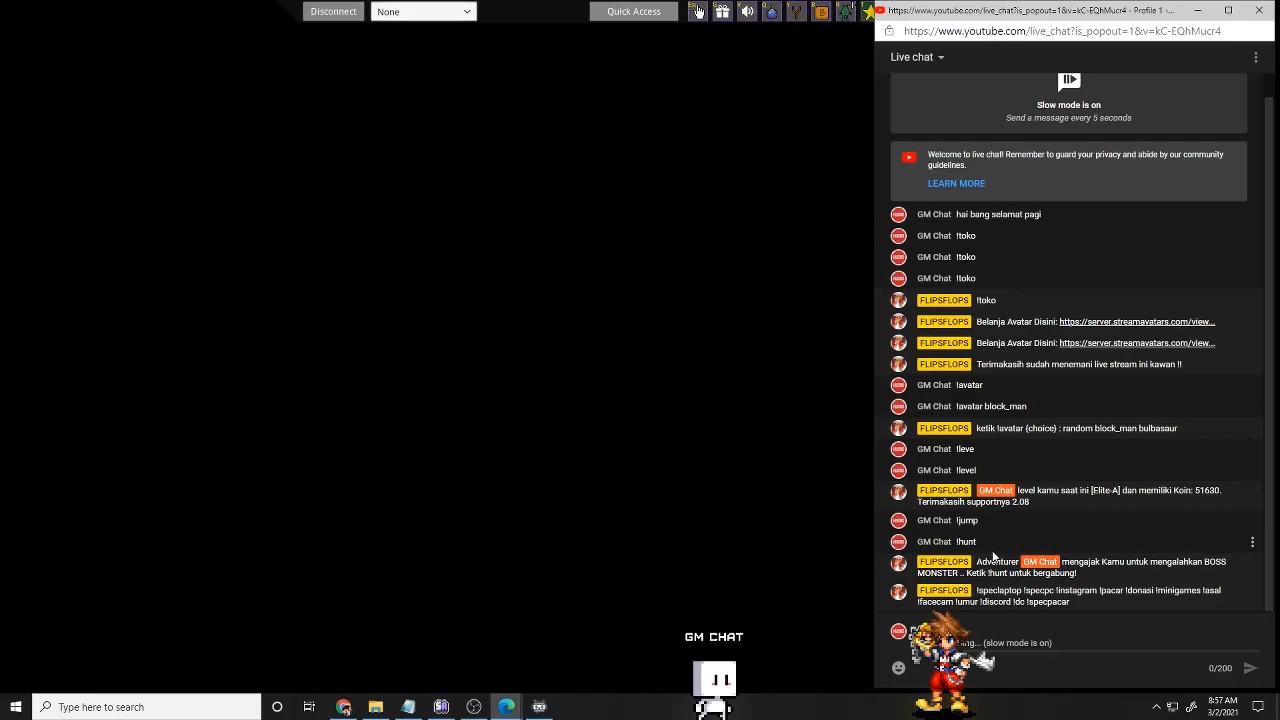 Disconnect
None
Quick Access
https://www.youtube.com/live_chat?is_popout=1&v=kC-EQhMucr4 - Profile 1 -...
https://www.youtube.com/live_chat?is_popout=1&v=kC-EQhMucr4
Live chat
Slow mode is on
Send a message every 5 seconds
Welcome to live chat! Remember to guard your privacy and abide by our community
guidelines.
LEARN MORE
GM Chat hai bang selamat pagi
GM Chat !toko
GM Chat !toko
GM Chat !toko
FLIPSFLOPS !toko
FLIPSFLOPS Belanja Avatar Disini: https://server.streamavatars.com/view...
FLIPSFLOPS Belanja Avatar Disini: https://server.streamavatars.com/view...
FLIPSFLOPS Terimakasih sudah menemani live stream ini kawan !!
GM Chat !avatar
GM Chat !avatar block_man
FLIPSFLOPS ketik !avatar (choice) : random block_man bulbasaur
GM Chat !leve
GM Chat !level
FLIPSFLOPS GM Chat level kamu saat ini [Elite-A] dan memiliki Koin: 51630.
Terimakasih supportnya 2.08
GM Chat !jump
GM Chat !hunt
FLIPSFLOPS Adventurer GM Chat mengajak Kamu untuk mengalahkan BOSS
MONSTER .. Ketik !hunt untuk bergabung!
FLIPSFLOPS !speclaptop !specpc !instagram !pacar !donasi !minigames !asal
!facecam !umur !discord !dc !specpacar
(slow mode is on)
0/200
GM CHAT
Type here to search
8:57 AM
3/2/2021